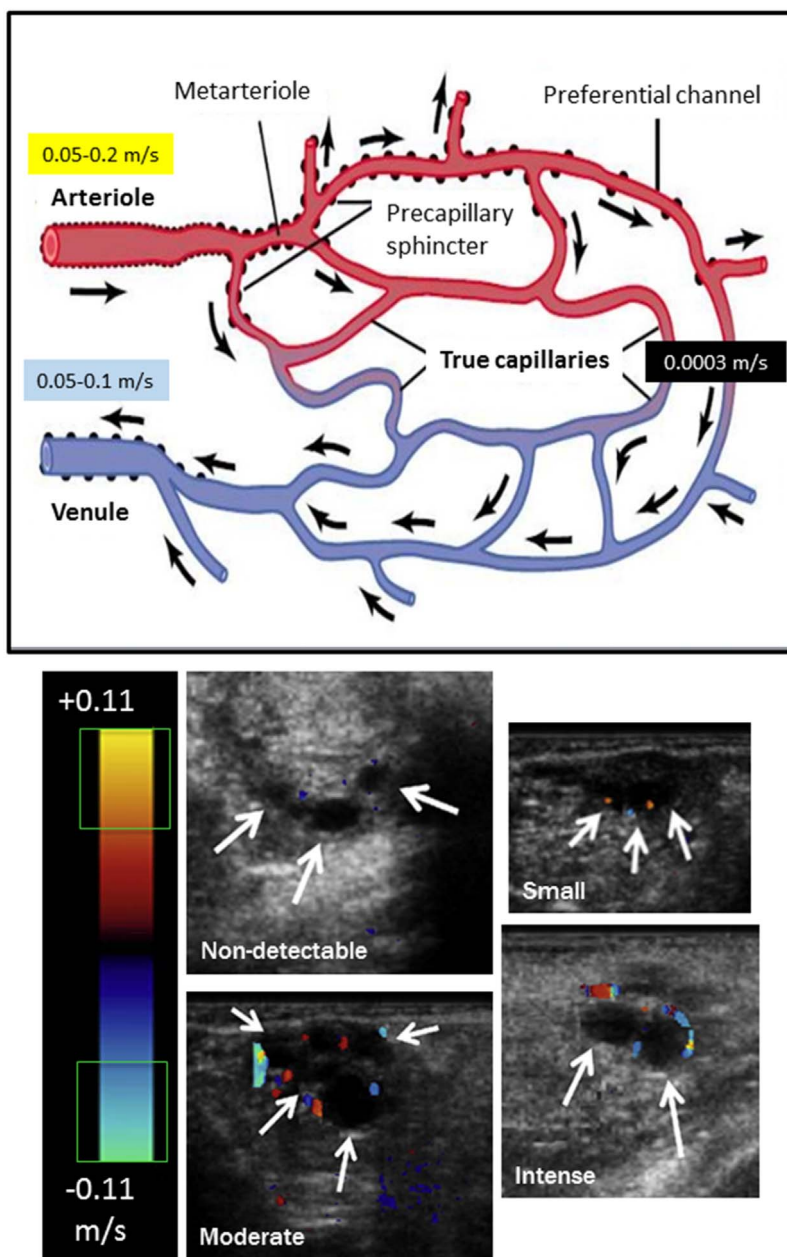 Metarteriole
Preferential channel
0.05-0.2 m/s
Arteriole
Precapillary
sphincter
True capillaries
0.0003 m/s
0.05-0.1 m/s
Venule
+0.11
-0.11
m/s
Non-detectable
Small
Moderate
Intense